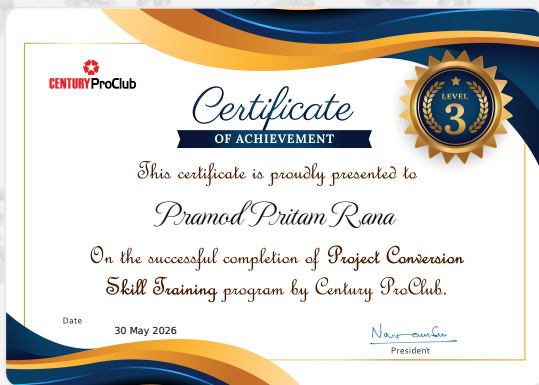 CENTURY ProClub
Certificate
OF ACHIEVEMENT
LEVEL
3
This certificate is proudly presented to
Pramod Pritam Rana
On the successful completion of Project Conversion
Skill Training program by Century ProClub.
Date
30 May 2026
President